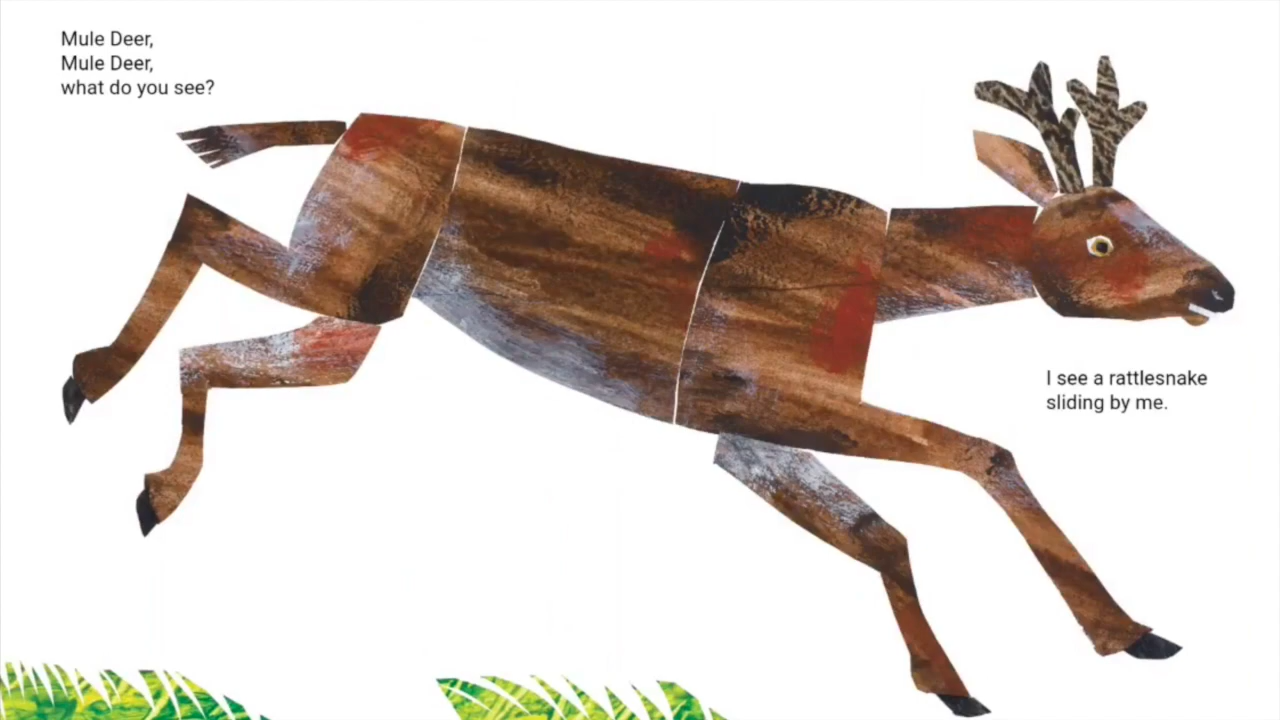 Mule Deer,
Mule Deer,
what do you see?
I see a rattlesnake
sliding by me.